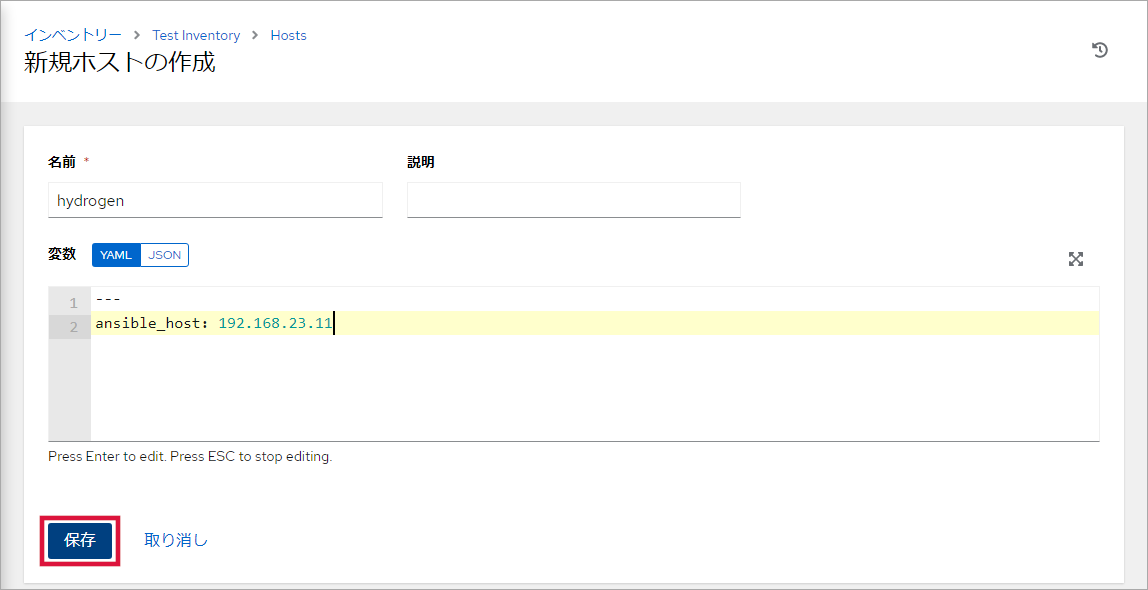 インベントリー > Test Inventory > Hosts
新規ホストの作成
名前 *
説明
hydrogen
変数 YAML JSON
1 ---
2 ansible_host: 192.168.23.11
Press Enter to edit. Press ESC to stop editing.
保存 取り消し